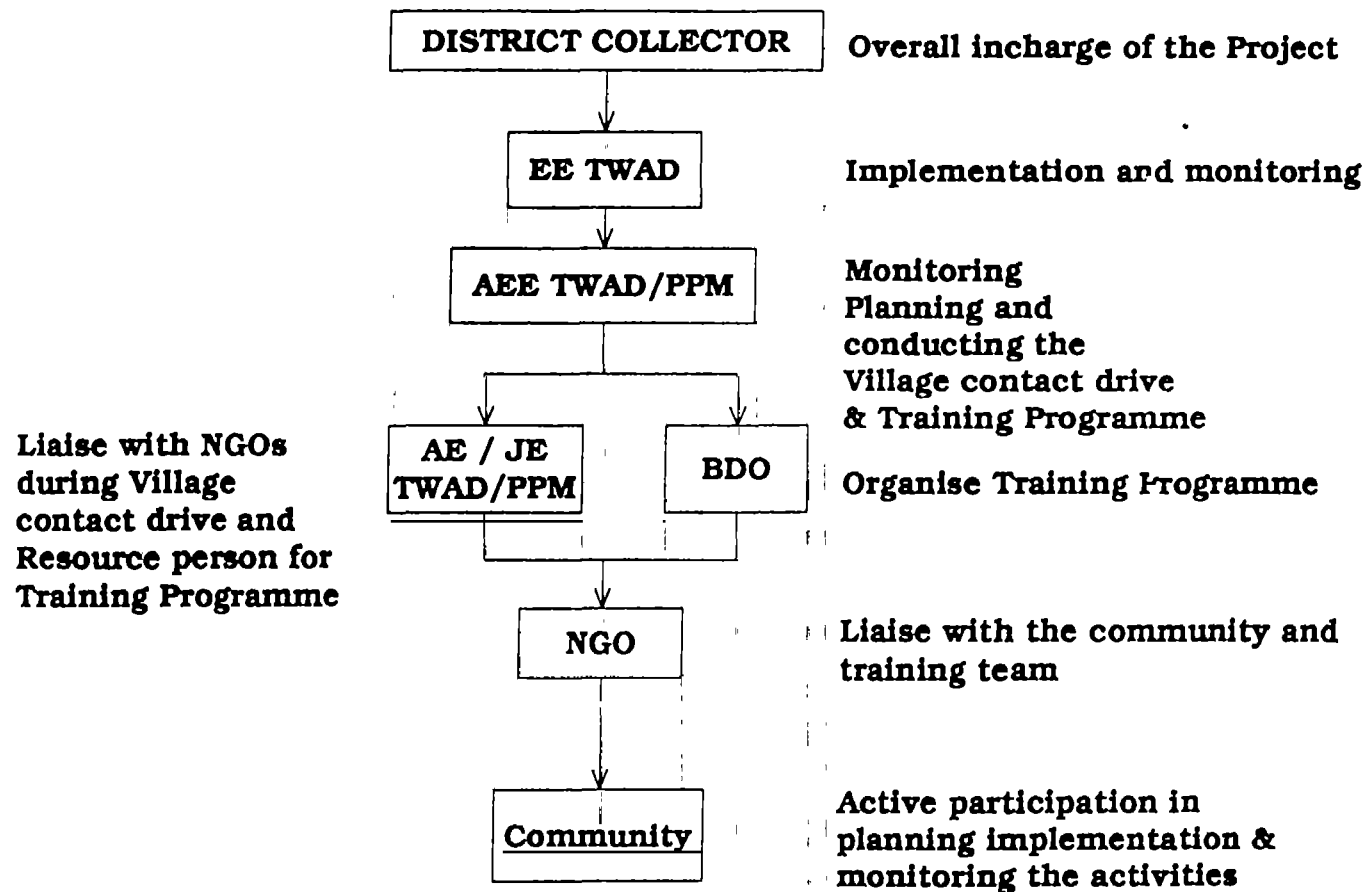 DISTRICT COLLECTOR
Overall incharge of the Project
EE TWAD
Implementation and monitoring
AEE TWAD/PPM
Monitoring
Planning and
conducting the
Village contact drive
& Training Programme
Liaise with NGOs
during Village
contact drive and
Resource person for
Training Programme
AE / JE
TWAD/PPM
BDO
Organise Training Programme
NGO
Liaise with the community and
training team
Community
Active participation in
planning implementation &
monitoring the activities